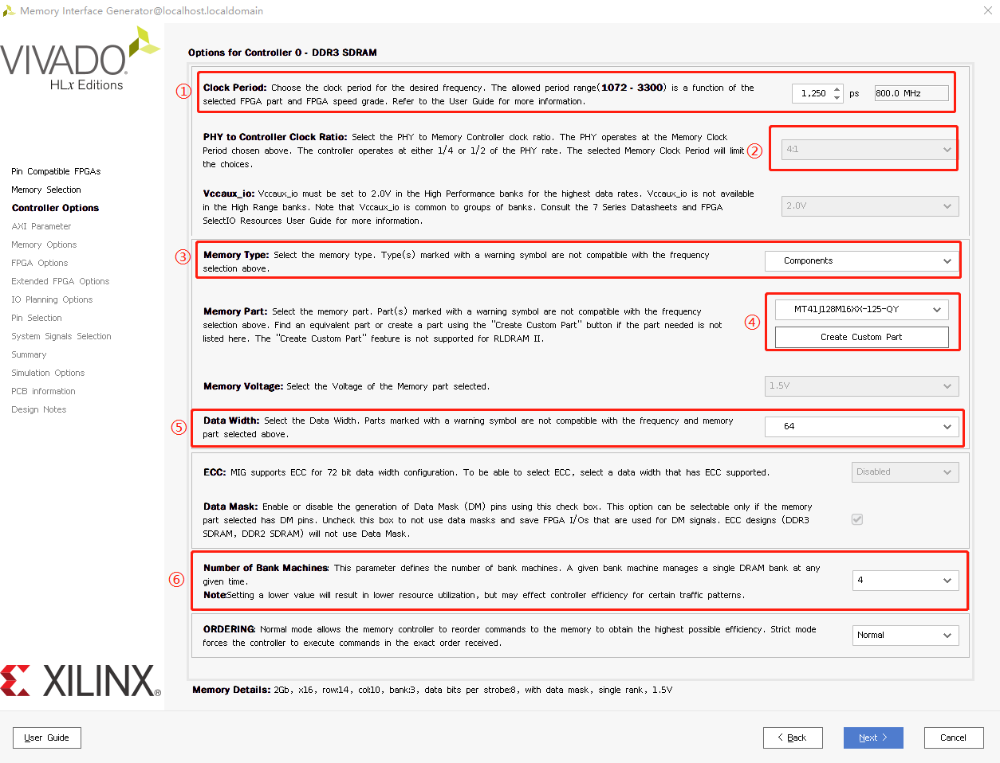 Memory Interface Generator@localhost.localdomain
VIVADO.
HLx Editions
Options for Controller 0 - DDR3 SDRAM
①
Clock Period: Choose the clock period for the desired frequency. The allowed period range(1072 - 3300) is a function of the
selected FPGA part and FPGA speed grade. Refer to the User Guide for more information.
1,250 ps 800.0 MHz
PHY to Controller Clock Ratio: Select the PHY to Memory Controller clock ratio. The PHY operates at the Memory Clock
Period chosen above. The controller operates at either 1/4 or 1/2 of the PHY rate. The selected Memory Clock Period will limit
the choices.
② 4:1
Vccaux_io: Vccaux_io must be set to 2.0V in the High Performance banks for the highest data rates. Vccaux_io is not available
in the High Range banks. Note that Vccaux_io is common to groups of banks. Consult the 7 Series Datasheets and FPGA
SelectIO Resources User Guide for more information.
2.0V
③
Memory Type: Select the memory type. Type(s) marked with a warning symbol are not compatible with the frequency
selection above.
Components
Memory Part: Select the memory part. Part(s) marked with a warning symbol are not compatible with the frequency
selection above. Find an equivalent part or create a part using the "Create Custom Part" button if the part needed is not
listed here. The "Create Custom Part" feature is not supported for RLDRAM II.
④ MT41J128M16XX-125-QY
Create Custom Part
Memory Voltage: Select the Voltage of the Memory part selected.
1.5V
⑤
Data Width: Select the Data Width. Parts marked with a warning symbol are not compatible with the frequency and memory
part selected above.
64
ECC: MIG supports ECC for 72 bit data width configuration. To be able to select ECC, select a data width that has ECC supported.
Disabled
Data Mask: Enable or disable the generation of Data Mask (DM) pins using this check box. This option can be selectable only if the memory
part selected has DM pins. Uncheck this box to not use data masks and save FPGA I/Os that are used for DM signals. ECC designs (DDR3
SDRAM, DDR2 SDRAM) will not use Data Mask.
⑥
Number of Bank Machines: This parameter defines the number of bank machines. A given bank machine manages a single DRAM bank at any
given time.
Note:Setting a lower value will result in lower resource utilization, but may effect controller efficiency for certain traffic patterns.
4
ORDERING: Normal mode allows the memory controller to reorder commands to the memory to obtain the highest possible efficiency. Strict mode
forces the controller to execute commands in the exact order received.
Normal
Memory Details: 2Gb, x16, row:14, col:10, bank:3, data bits per strobe:8, with data mask, single rank, 1.5V
Pin Compatible FPGAs
Memory Selection
Controller Options
AXI Parameter
Memory Options
FPGA Options
Extended FPGA Options
IO Planning Options
Pin Selection
System Signals Selection
Summary
Simulation Options
PCB information
Design Notes
XILINX®
User Guide
< Back
Next >
Cancel